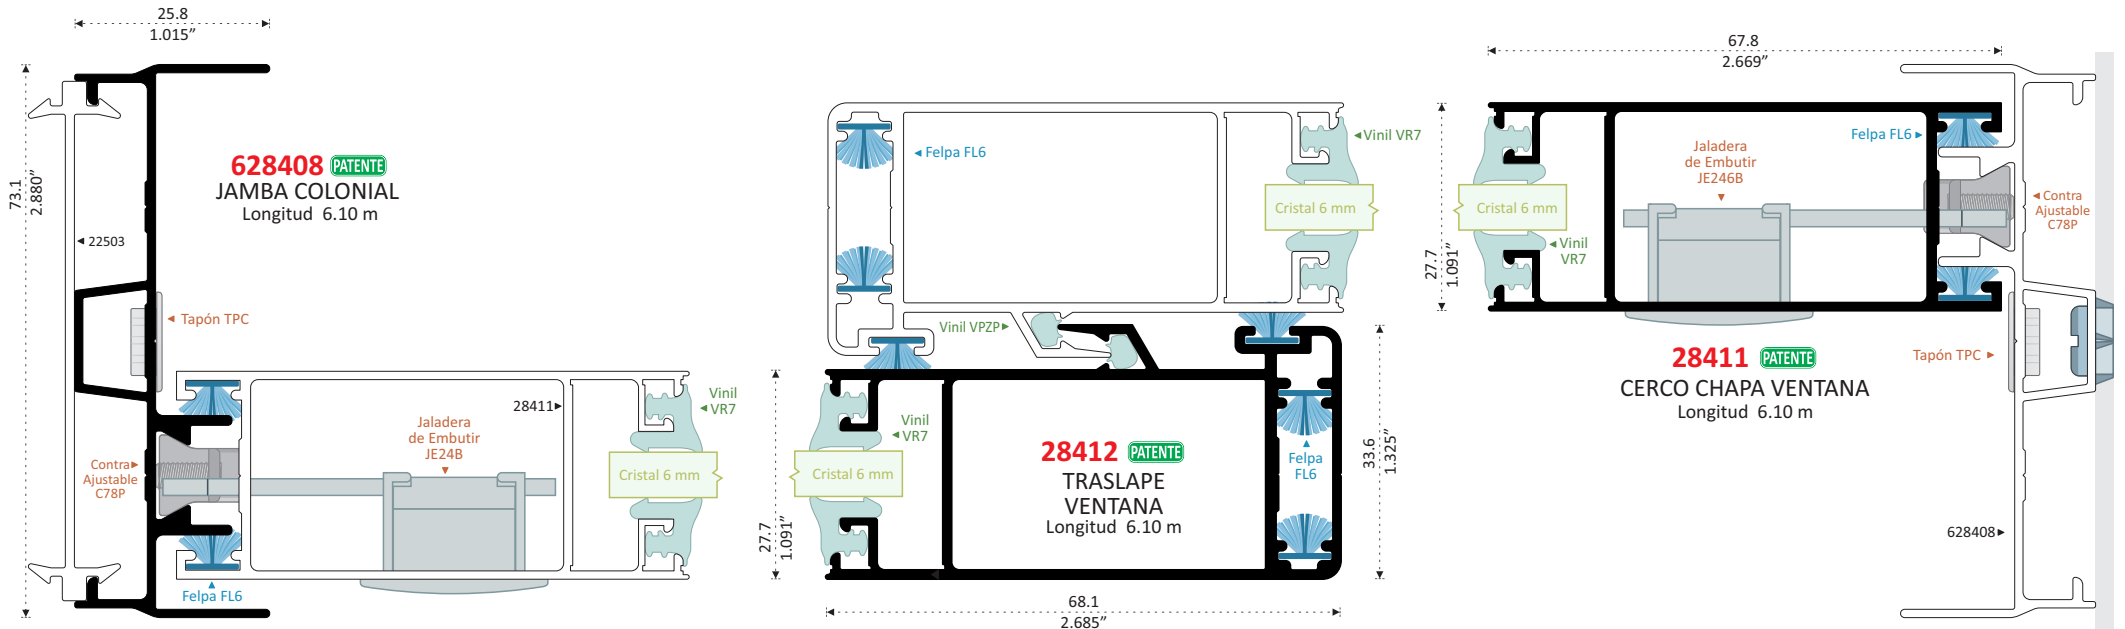 25.8
1.015”
73.1
2.880”
628408 PATENTE
JAMBA COLONIAL
Longitud 6.10 m
22503
Tapón TPC
Contra
Ajustable
C78P
Felpa FL6
Jaladera
de Embutir
JE24B
28411
Vinil
VR7
Cristal 6 mm
Felpa FL6
Vinil VR7
Cristal 6 mm
Vinil VPZP
27.7
1.091”
Vinil
VR7
Cristal 6 mm
28412 PATENTE
TRASLAPE
VENTANA
Longitud 6.10 m
Felpa
FL6
33.6
1.325”
68.1
2.685”
67.8
2.669”
27.7
1.091”
Cristal 6 mm
Vinil
VR7
Jaladera
de Embutir
JE246B
Felpa FL6
Contra
Ajustable
C78P
28411 PATENTE
CERCO CHAPA VENTANA
Longitud 6.10 m
Tapón TPC
628408